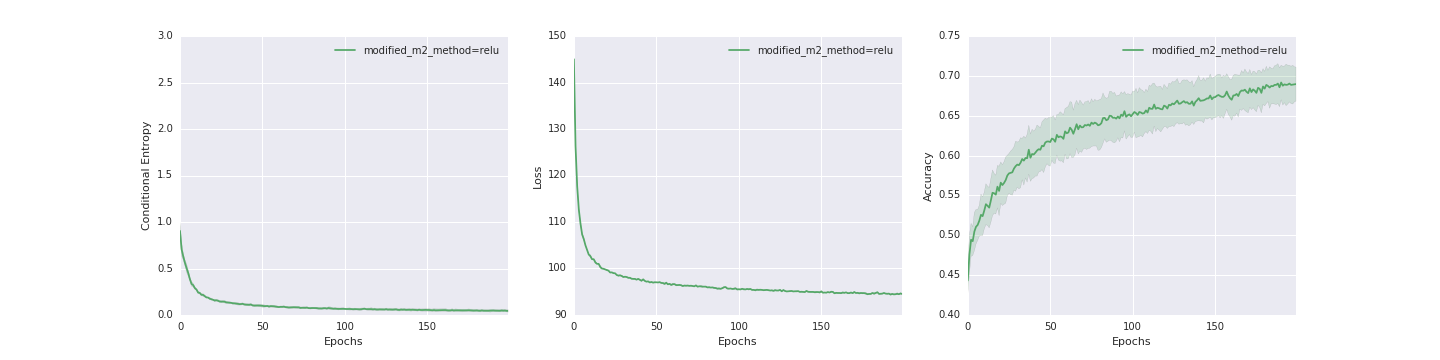 3.0
2.5
2.0
1.5
1.0
0.5
0.0
Conditional Entropy
modified_m2_method=relu
0 50 100 150
Epochs
150
140
130
120
110
100
90
Loss
modified_m2_method=relu
0 50 100 150
Epochs
0.75
0.70
0.65
0.60
0.55
0.50
0.45
0.40
Accuracy
modified_m2_method=relu
0 50 100 150
Epochs